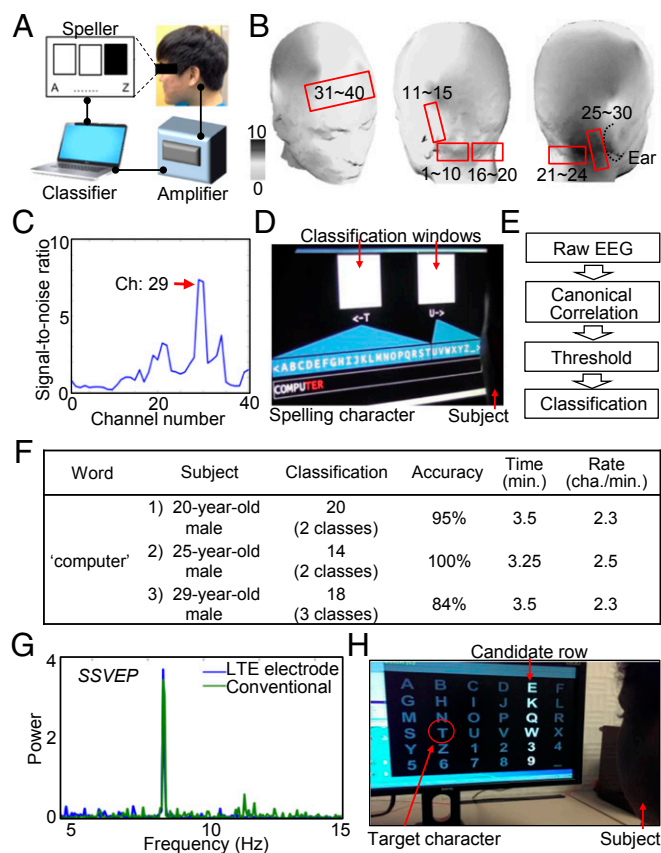 A
Speller
A ....... Z
Classifier
Amplifier
B
10
0
31~40
11~15
1~10
16~20
25~30
Ear
21~24
C
Signal-to-noise ratio
10
5
0
Ch: 29
0
20
40
Channel number
D
Classification windows
<-T
U->
<ABCDEFGHIJKLMNOPQRSTUVWXYZ_>
COMPUTER
Spelling character
Subject
E
Raw EEG
Canonical
Correlation
Threshold
Classification
F
Word Subject Classification Accuracy Time (min.) Rate (cha./min.)
'computer'
1) 20-year-old male 20 (2 classes) 95% 3.5 2.3
2) 25-year-old male 14 (2 classes) 100% 3.25 2.5
3) 29-year-old male 18 (3 classes) 84% 3.5 2.3
G
SSVEP
LTE electrode
Conventional
Power
4
2
0
5
10
15
Frequency (Hz)
H
Candidate row
A B C D E F
G H I J K L
M N O P Q R
S T U V W X
Y Z 1 2 3 4
5 6 7 8 9 _
Target character
Subject